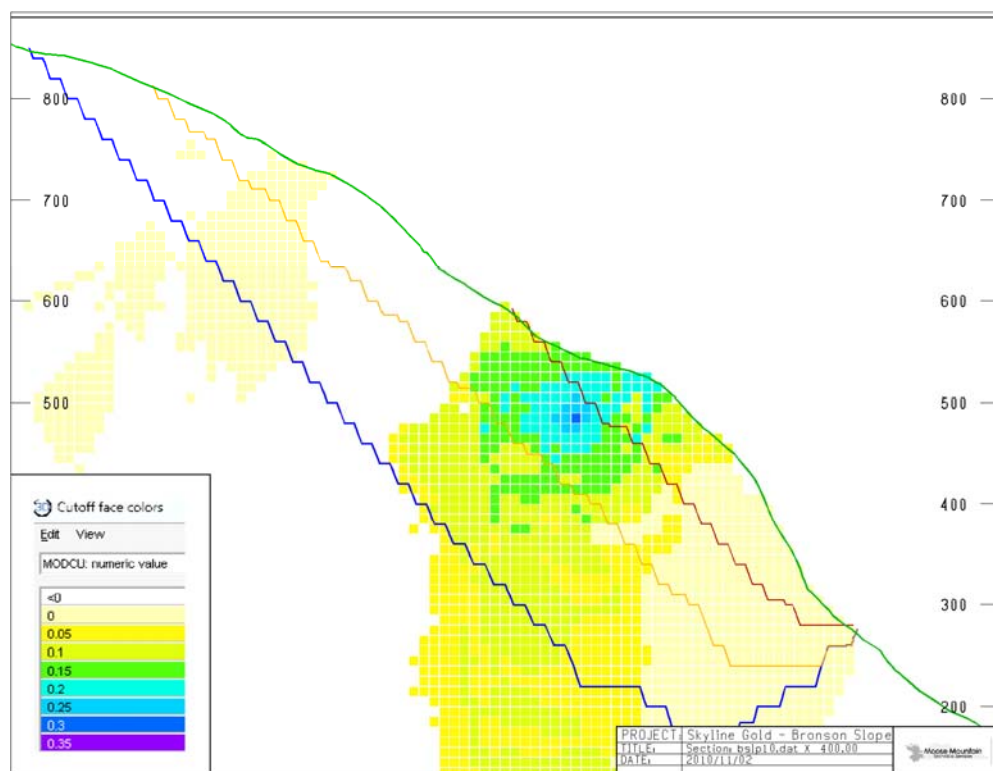 800 800
700 700
600 600
500 500
400
300
200
Cutoff face colors
Edit View
MODCU: numeric value
<0
0
0.05
0.1
0.15
0.2
0.25
0.3
0.35
PROJECT: Skyline Gold - Bronson Slope
TITLE: Section: bslp10.dat X 400.00
DATE: 2010/11/02
Moose Mountain